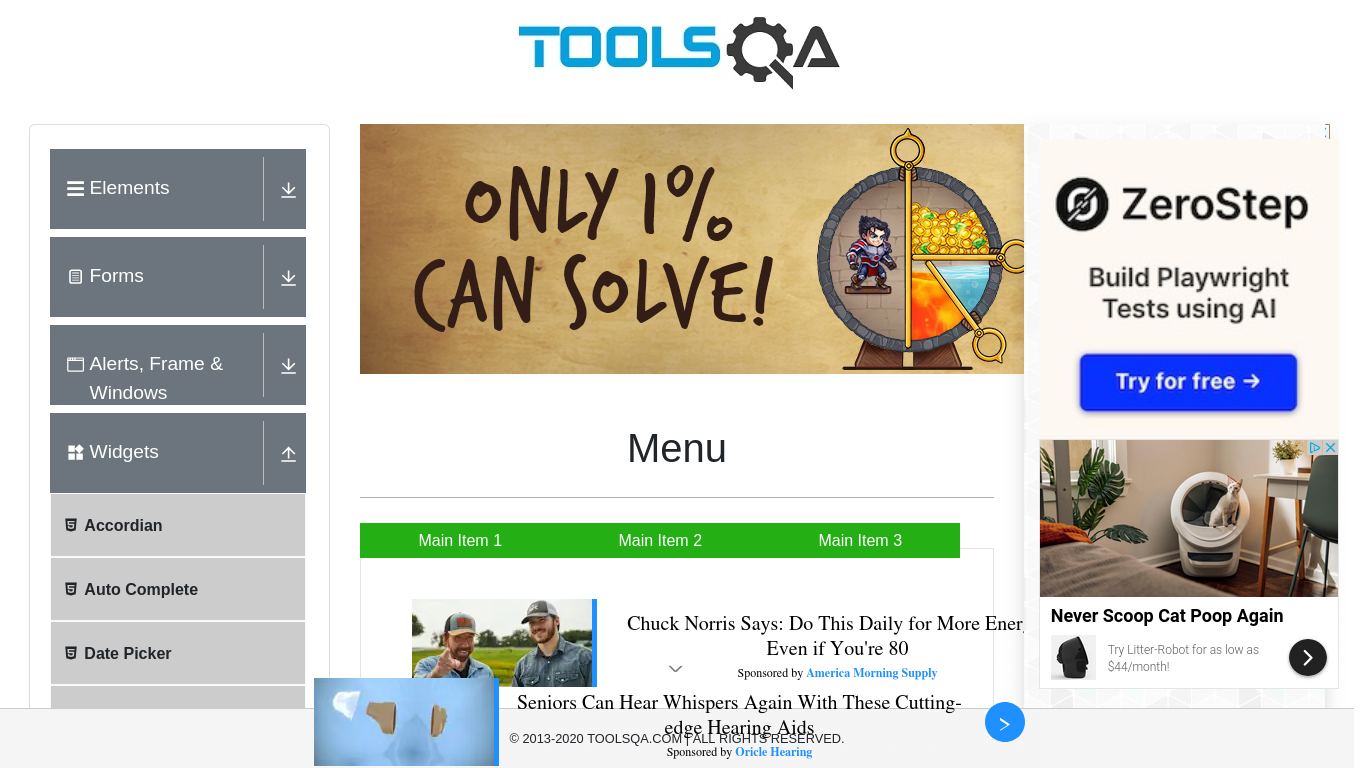 TOOLSQA
Elements
Forms
Alerts, Frame &
Windows
Widgets
Accordian
Auto Complete
Date Picker
ONLY 1%
CAN SOLVE!
Menu
Main Item 1
Main Item 2
Main Item 3
Chuck Norris Says: Do This Daily for More Ener
Even if You're 80
Sponsored by America Morning Supply
Seniors Can Hear Whispers Again With These Cutting-
edge Hearing Aids
Sponsored by Oricle Hearing
© 2013-2020 TOOLSQA.COM | ALL RIGHTS RESERVED.
ZeroStep
Build Playwright
Tests using AI
Try for free →
Never Scoop Cat Poop Again
Try Litter-Robot for as low as
$44/month!